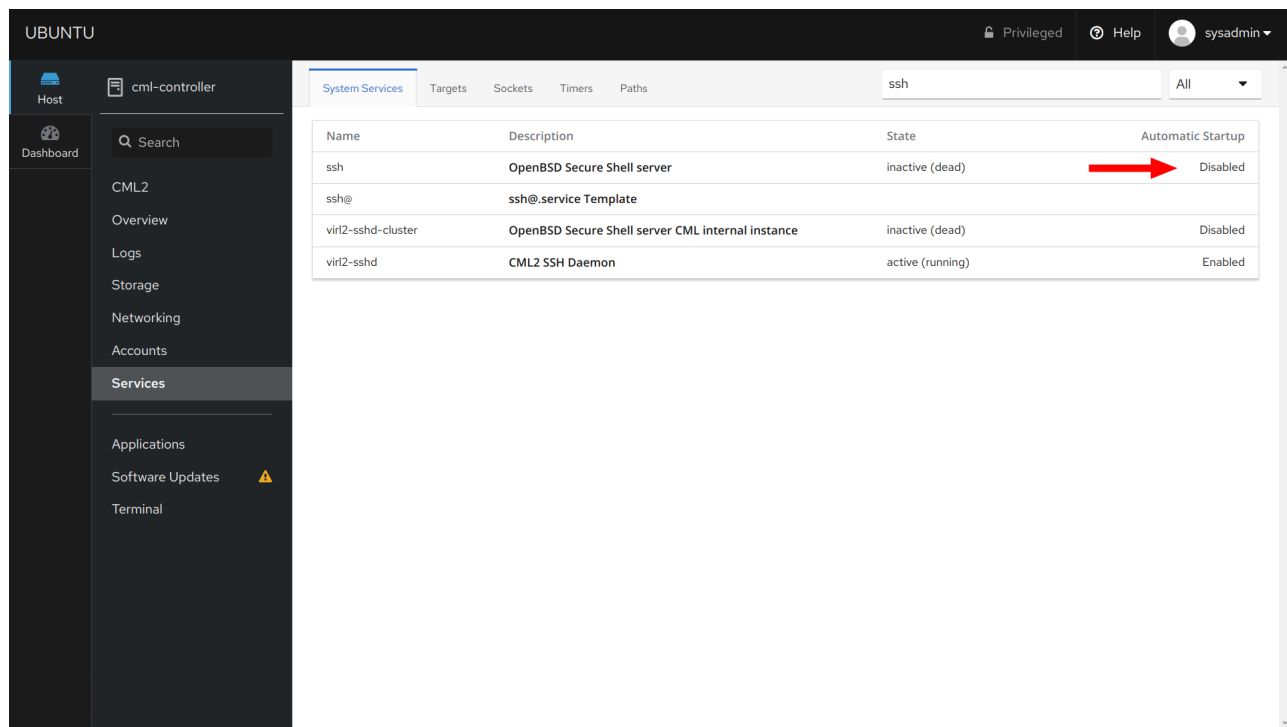 UBUNTU
Privileged
Help
sysadmin
Host
Dashboard
cml-controller
Search
CML2
Overview
Logs
Storage
Networking
Accounts
Services
Applications
Software Updates
Terminal
System Services Targets Sockets Timers Paths
ssh
All
Name Description State Automatic Startup
ssh OpenBSD Secure Shell server inactive (dead) Disabled
ssh@ ssh@.service Template
virl2-sshd-cluster OpenBSD Secure Shell server CML internal instance inactive (dead) Disabled
virl2-sshd CML2 SSH Daemon active (running) Enabled